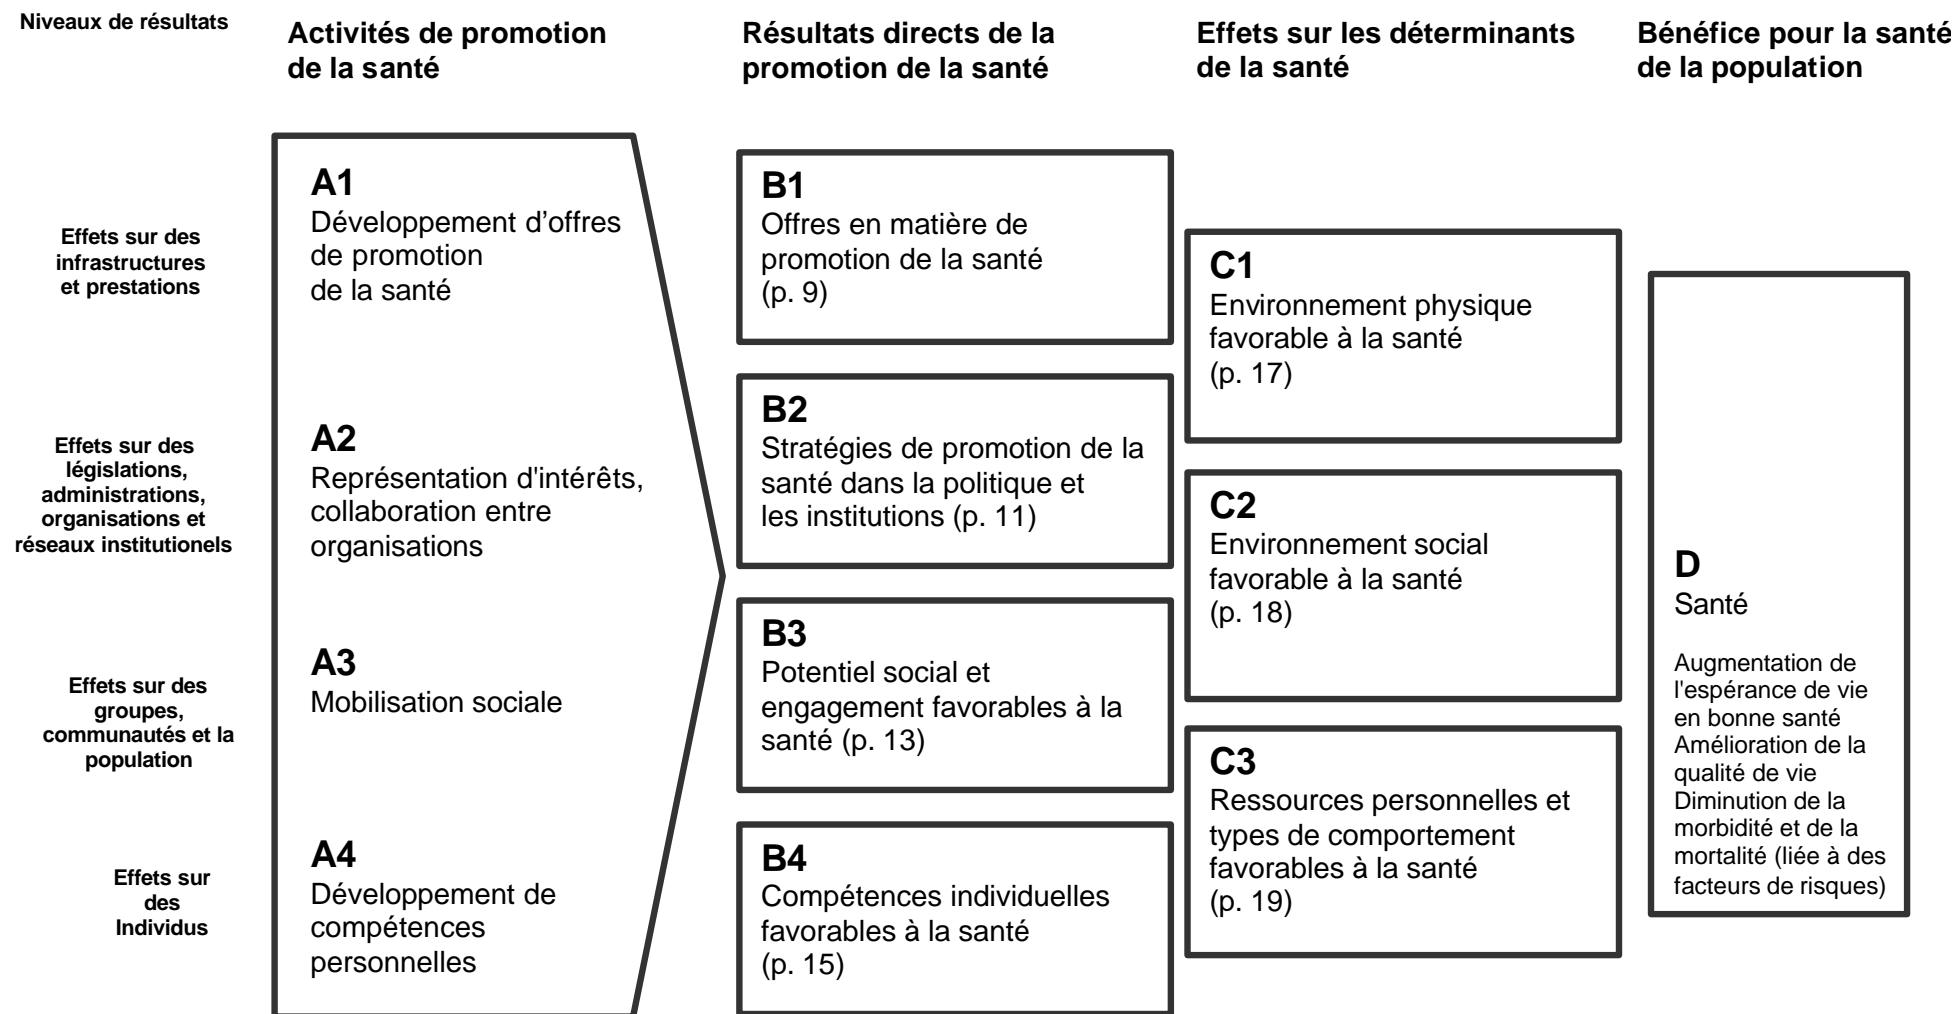 Niveaux de résultats
Activités de promotion
de la santé
Résultats directs de la
promotion de la santé
Effets sur les déterminants
de la santé
Bénéfice pour la santé
de la population
Effets sur des
infrastructures
et prestations
Effets sur des
législations,
administrations,
organisations et
réseaux institutionels
Effets sur des
groupes,
communautés et la
population
Effets sur
des
Individus
A1
Développement d’offres
de promotion
de la santé
A2
Représentation d'intérêts,
collaboration entre
organisations
A3
Mobilisation sociale
A4
Développement de
compétences
personnelles
B1
Offres en matière de
promotion de la santé
(p. 9)
B2
Stratégies de promotion de la
santé dans la politique et
les institutions (p. 11)
B3
Potentiel social et
engagement favorables à la
santé (p. 13)
B4
Compétences individuelles
favorables à la santé
(p. 15)
C1
Environnement physique
favorable à la santé
(p. 17)
C2
Environnement social
favorable à la santé
(p. 18)
C3
Ressources personnelles et
types de comportement
favorables à la santé
(p. 19)
D
Santé
Augmentation de
l'espérance de vie
en bonne santé
Amélioration de la
qualité de vie
Diminution de la
morbidité et de la
mortalité (liée à des
facteurs de risques)